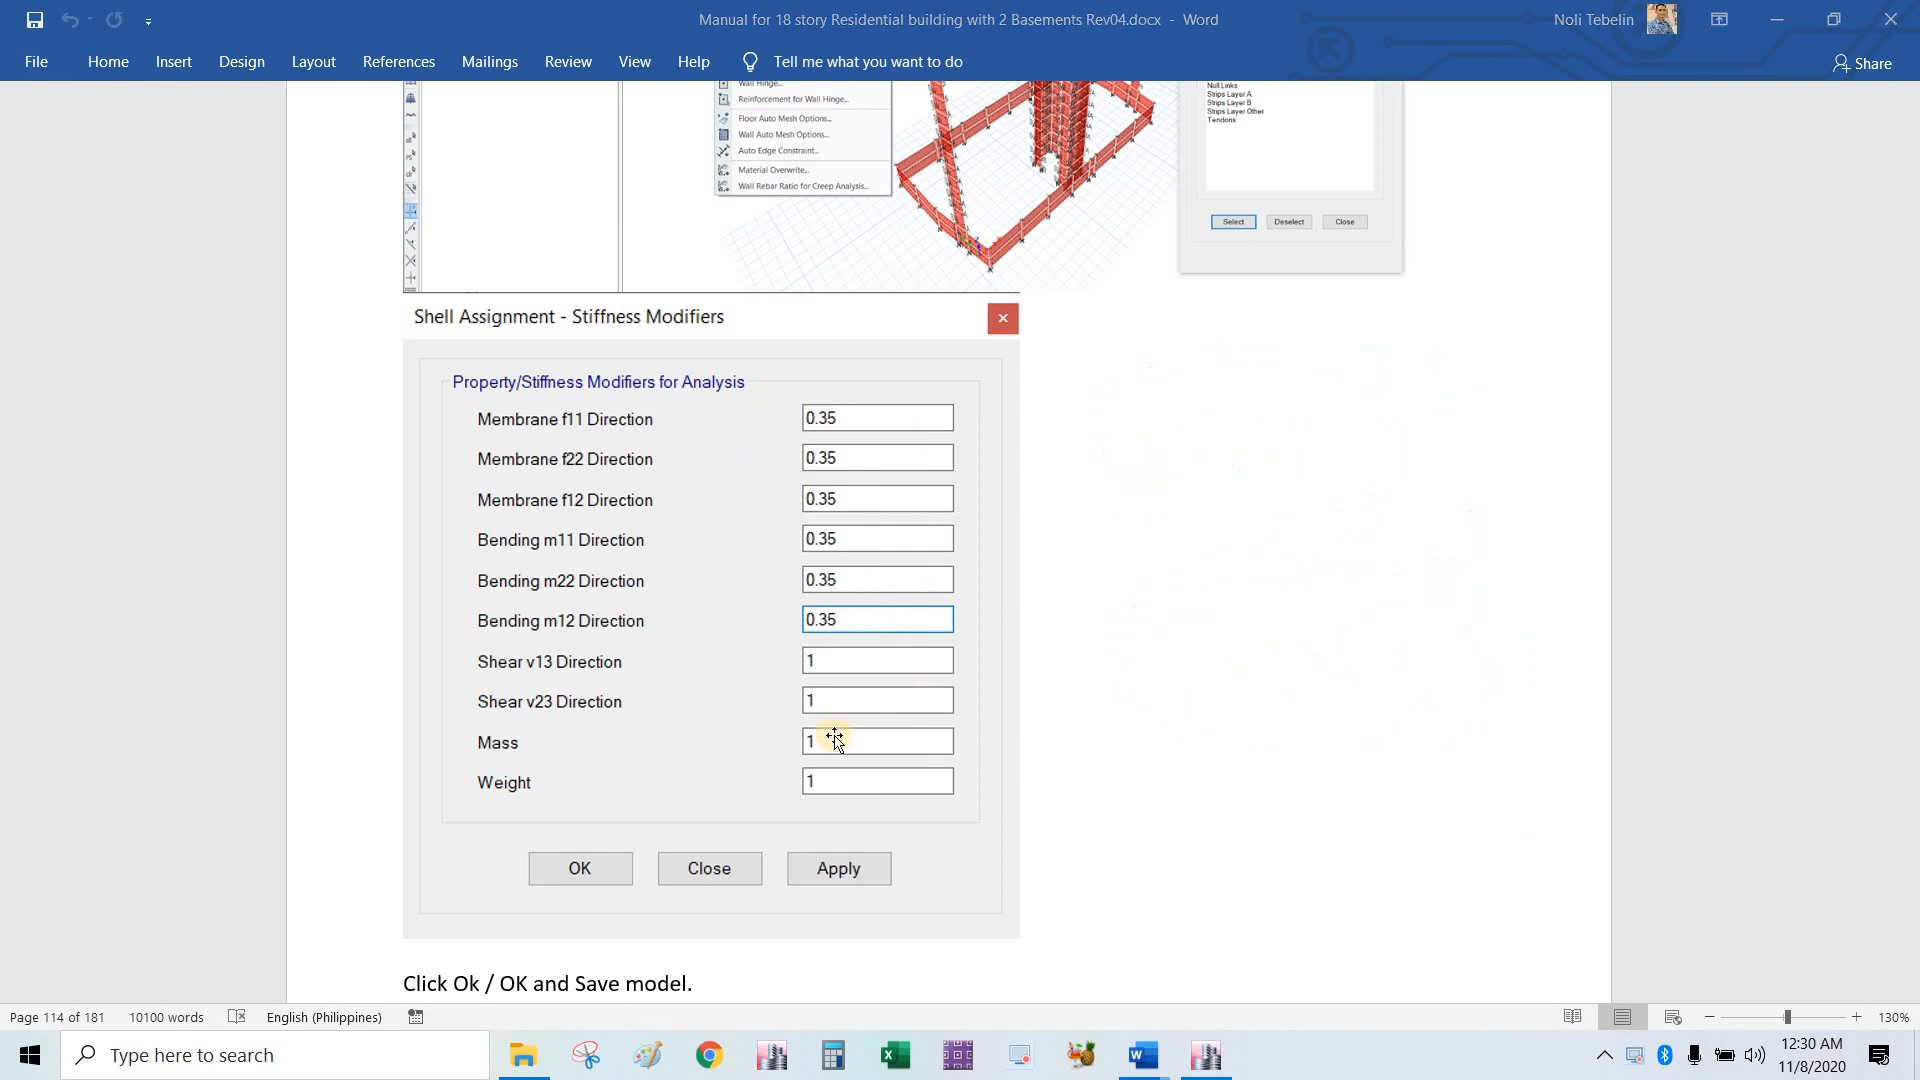 Manual for 18 story Residential building with 2 Basements Rev04.docx - Word
Noli Tebelin
File Home Insert Design Layout References Mailings Review View Help Tell me what you want to do Share
Wall Hinge...
Reinforcement for Wall Hinge...
Floor Auto Mesh Options...
Wall Auto Mesh Options...
Auto Edge Constraint...
Material Overwrite...
Wall Rebar Ratio for Creep Analysis...
Null Links
Strips Layer A
Strips Layer B
Strips Layer Other
Tendons
Select Deselect Close
Shell Assignment - Stiffness Modifiers
Property/Stiffness Modifiers for Analysis
Membrane f11 Direction 0.35
Membrane f22 Direction 0.35
Membrane f12 Direction 0.35
Bending m11 Direction 0.35
Bending m22 Direction 0.35
Bending m12 Direction 0.35
Shear v13 Direction 1
Shear v23 Direction 1
Mass 1
Weight 1
OK Close Apply
Click Ok / OK and Save model.
Page 114 of 181 10100 words English (Philippines) 130%
Type here to search
12:30 AM
11/8/2020